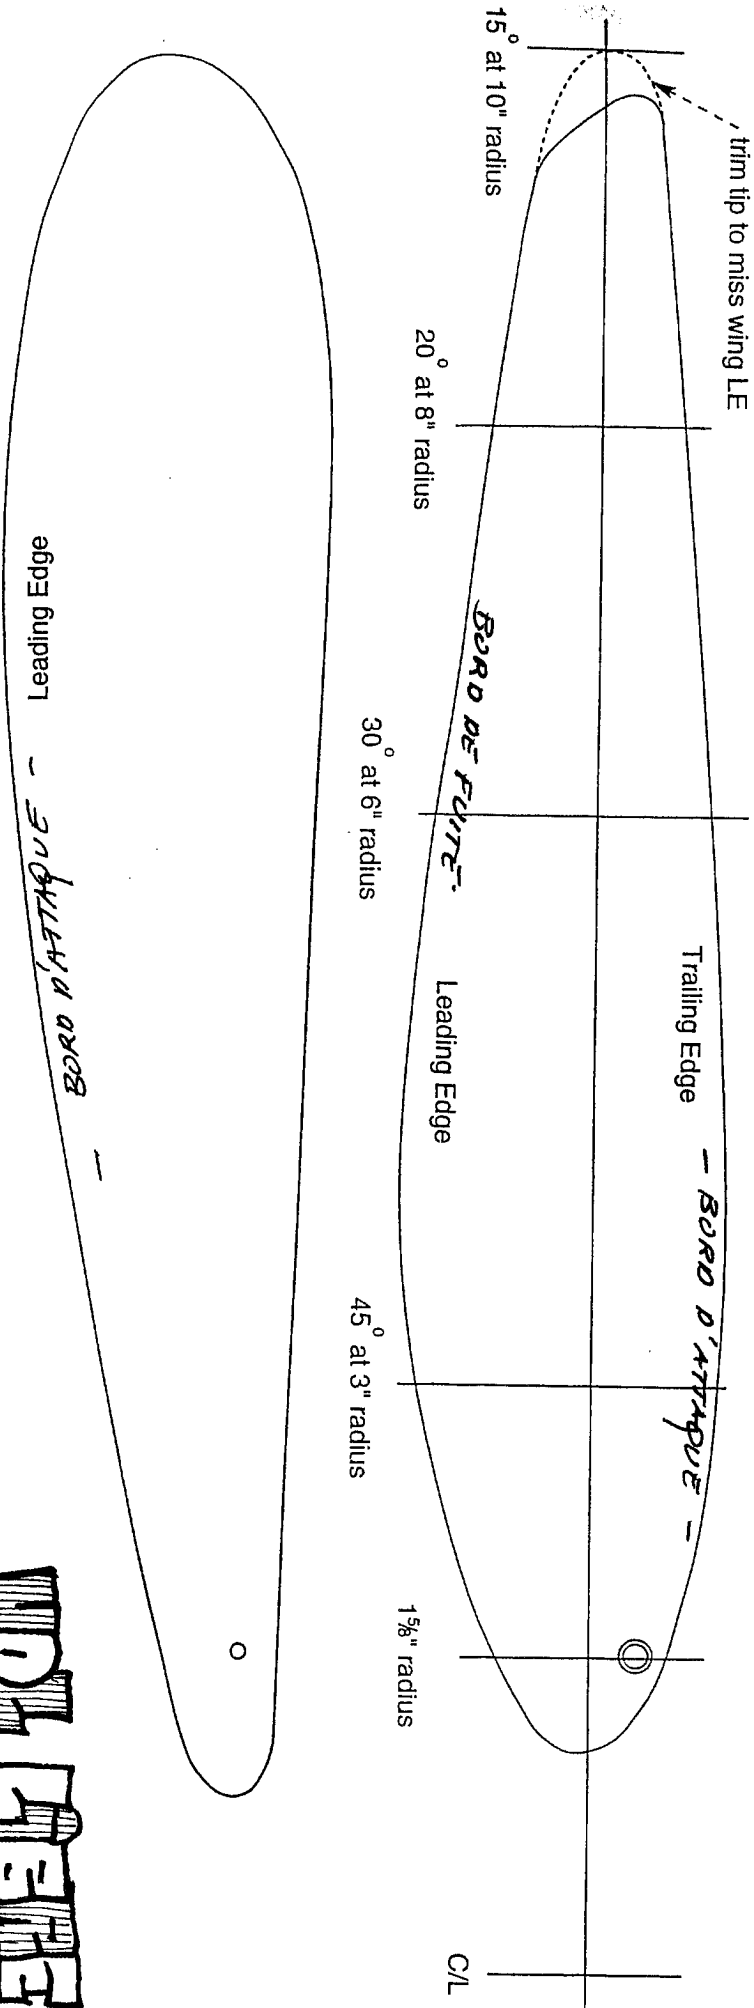 trim tip to miss wing LE
Trailing Edge - BORD D'ATTAQUE -
15° at 10" radius
20° at 8" radius
BORD DE FUITE.
30° at 6" radius
Leading Edge
45° at 3" radius
1⅝" radius
C/L
Leading Edge - BORD D'ATTAQUE -